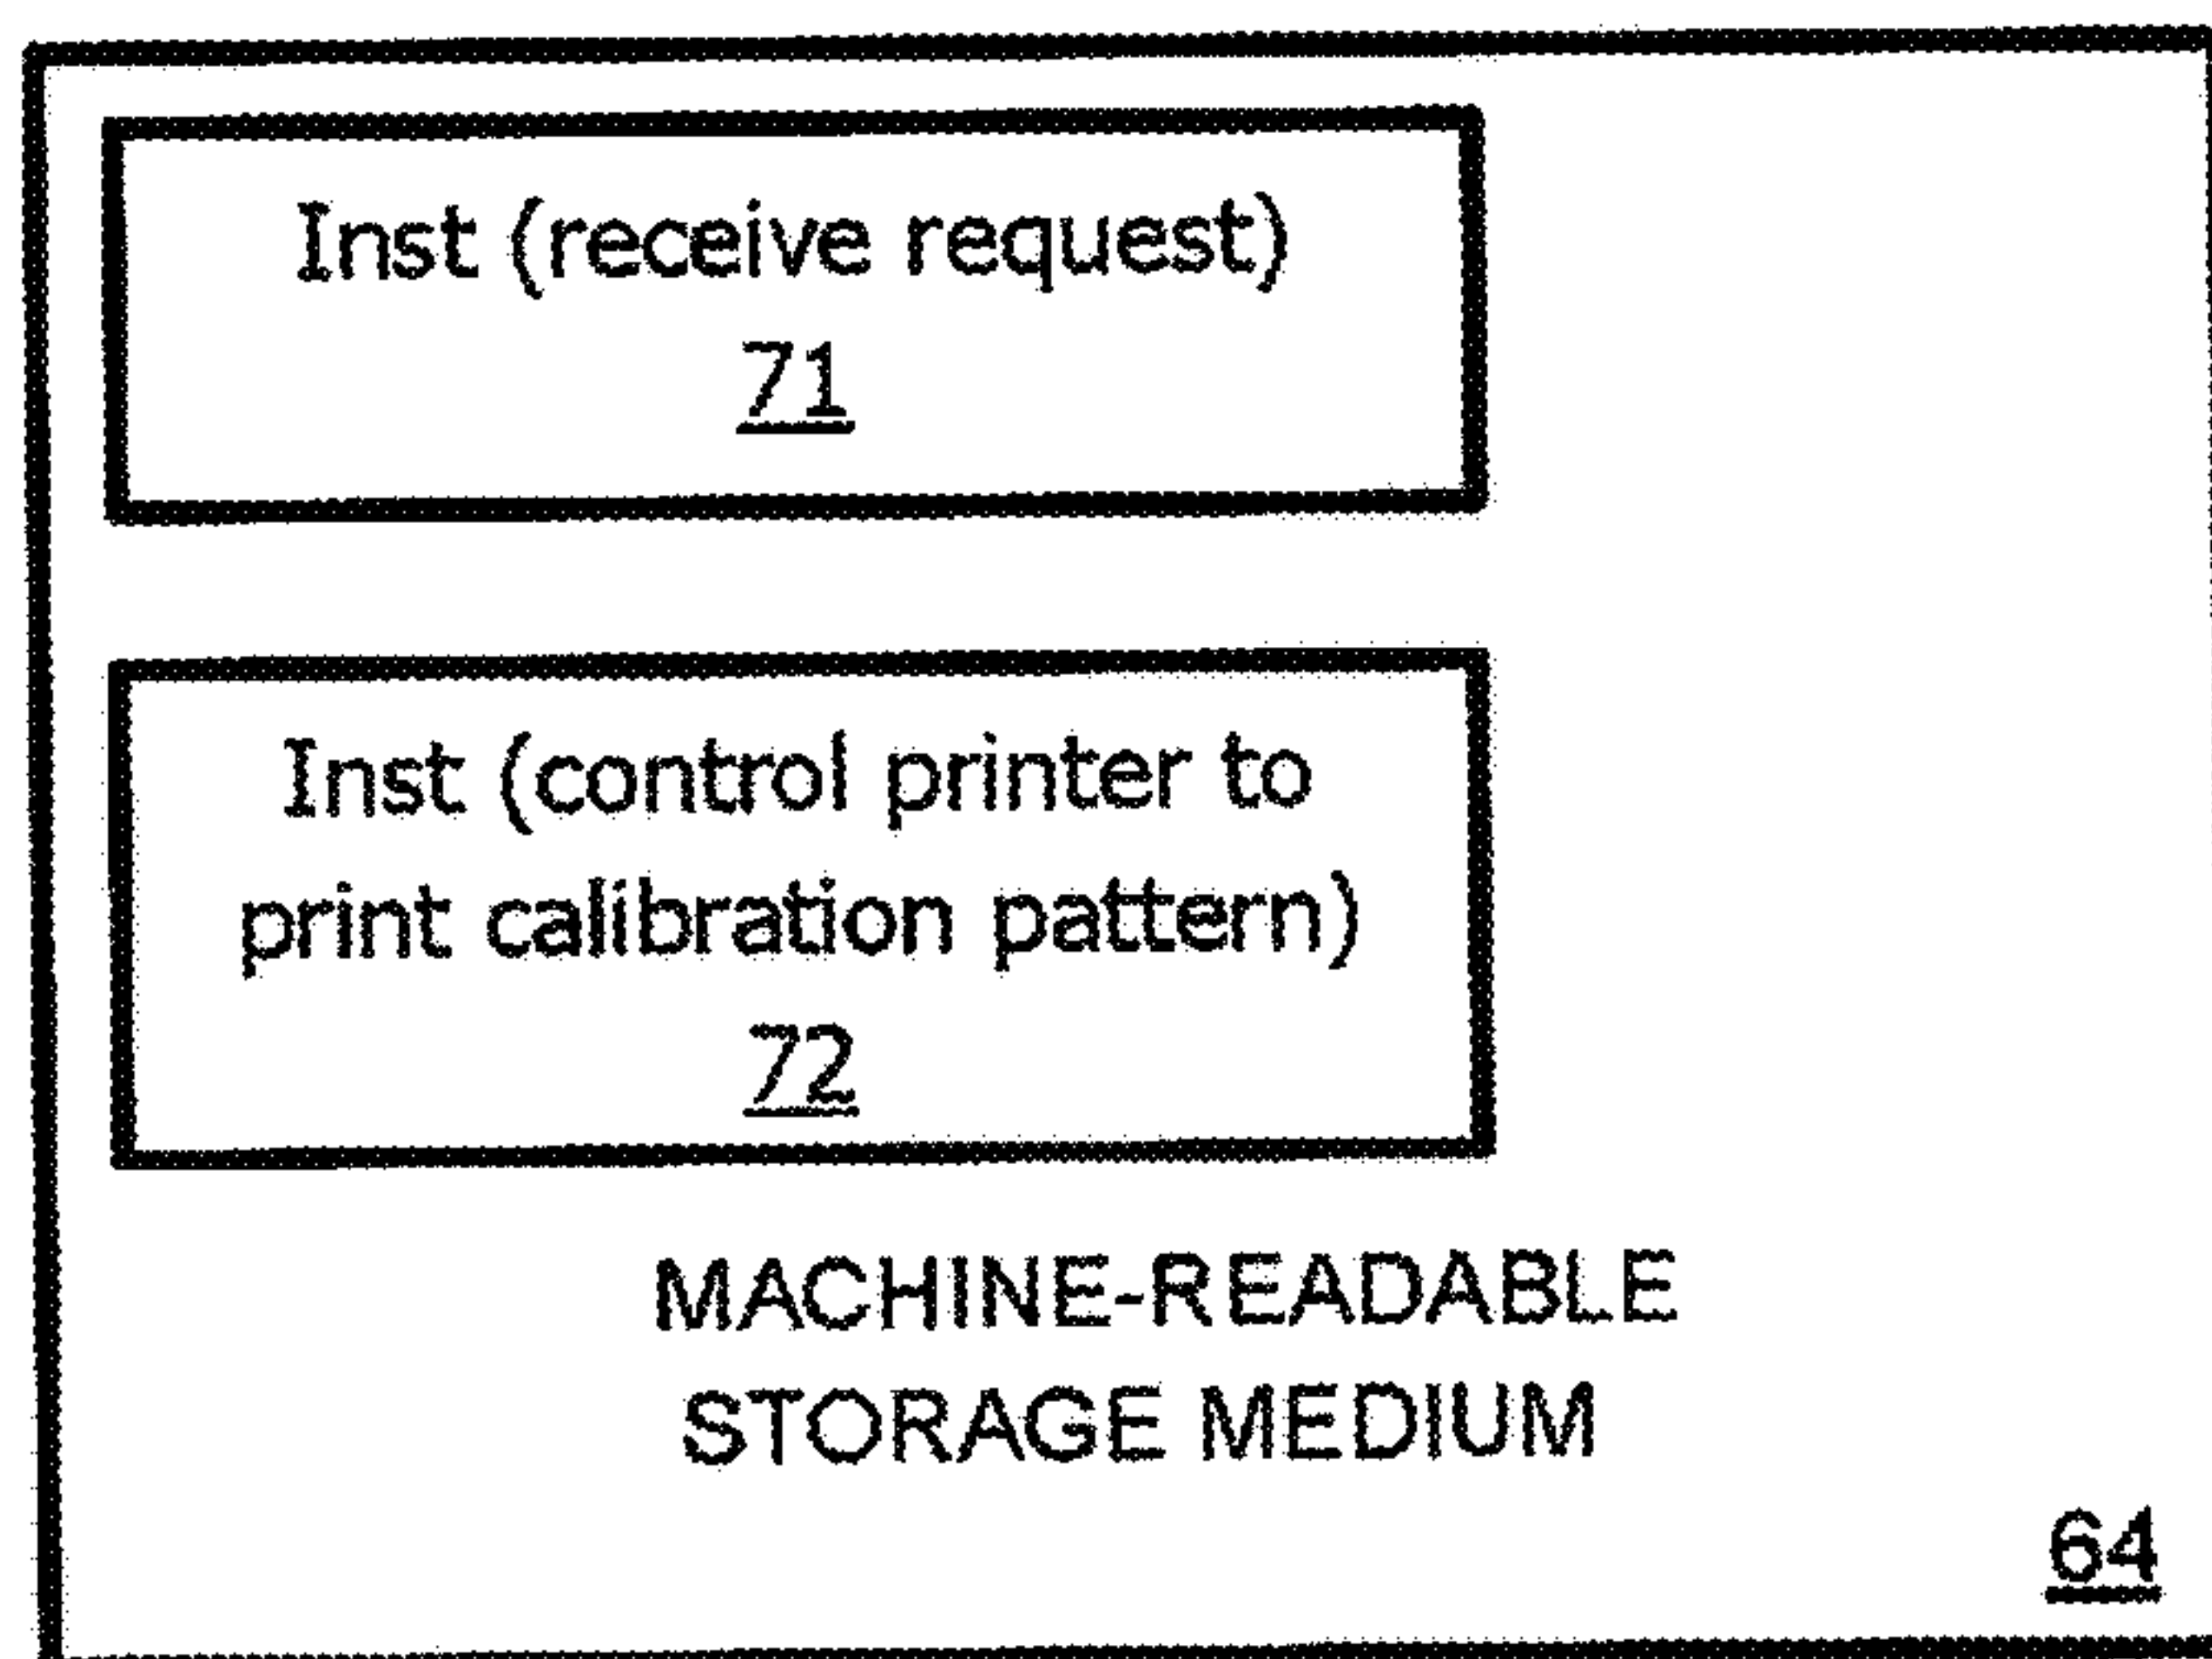 Inst (receive request)
71
Inst (control printer to
print calibration pattern)
72
MACHINE-READABLE
STORAGE MEDIUM
64